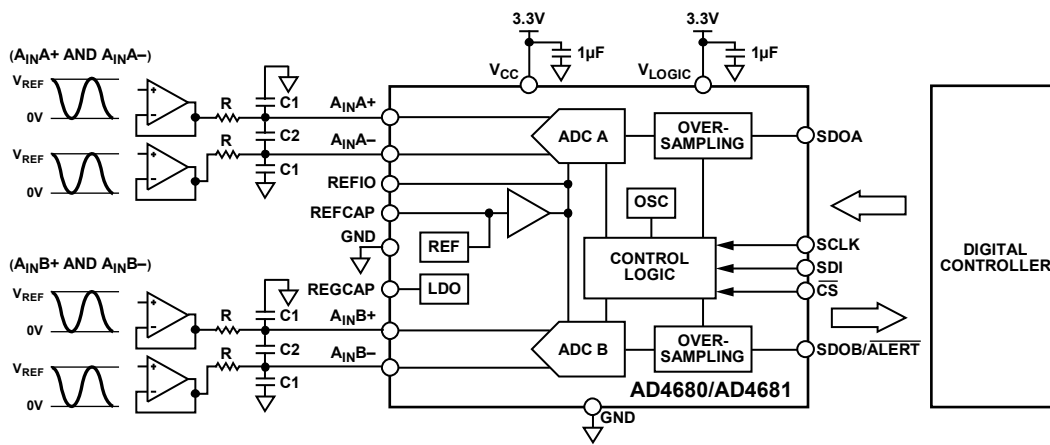 3.3V
3.3V
1µF
1µF
VCC
VLOGIC
(AINA+ AND AINA–)
VREF
0V
+
–
R
C1
AINA+
C2
VREF
0V
+
–
R
C1
AINA–
REFIO
REFCAP
GND
REGCAP
ADC A
OVER-
SAMPLING
SDOA
OSC
REF
LDO
CONTROL
LOGIC
SCLK
SDI
CS
DIGITAL
CONTROLLER
(AINB+ AND AINB–)
VREF
0V
+
–
R
C1
AINB+
C2
VREF
0V
+
–
R
C1
AINB–
ADC B
OVER-
SAMPLING
SDOB/ALERT
AD4680/AD4681
GND